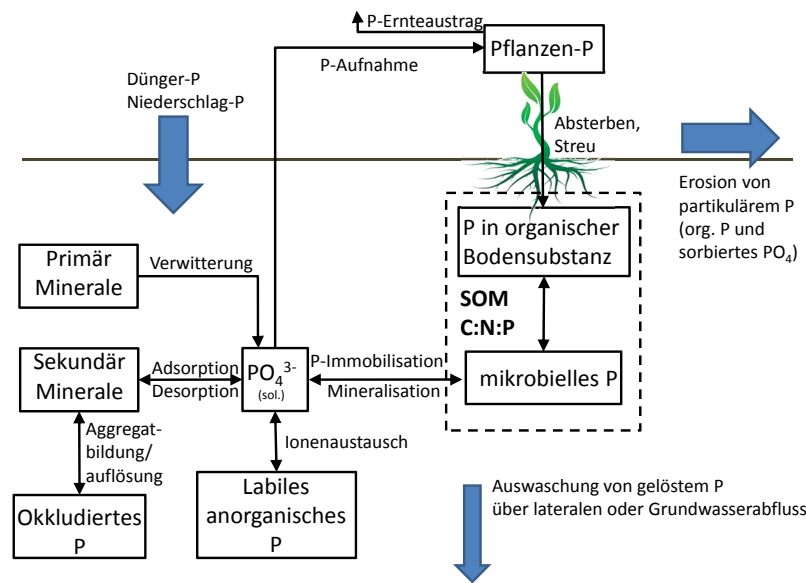 P-Ernteaustrag
Pflanzen-P
P-Aufnahme
Dünger-P
Niederschlag-P
Absterben,
Streu
Erosion von
partikulärem P
(org. P und
sorbiertes PO₄)
P in organischer
Bodensubstanz
Primär
Minerale
Verwitterung
SOM
C:N:P
Sekundär
Minerale
Adsorption
Desorption
PO₄³⁻
(sol.)
P-Immobilisation
Mineralisation
mikrobielles P
Aggregat-
bildung/
auflösung
Ionenaustausch
Okkludiertes
P
Labiles
anorganisches
P
Auswaschung von gelöstem P
über lateralen oder Grundwasserabfluss